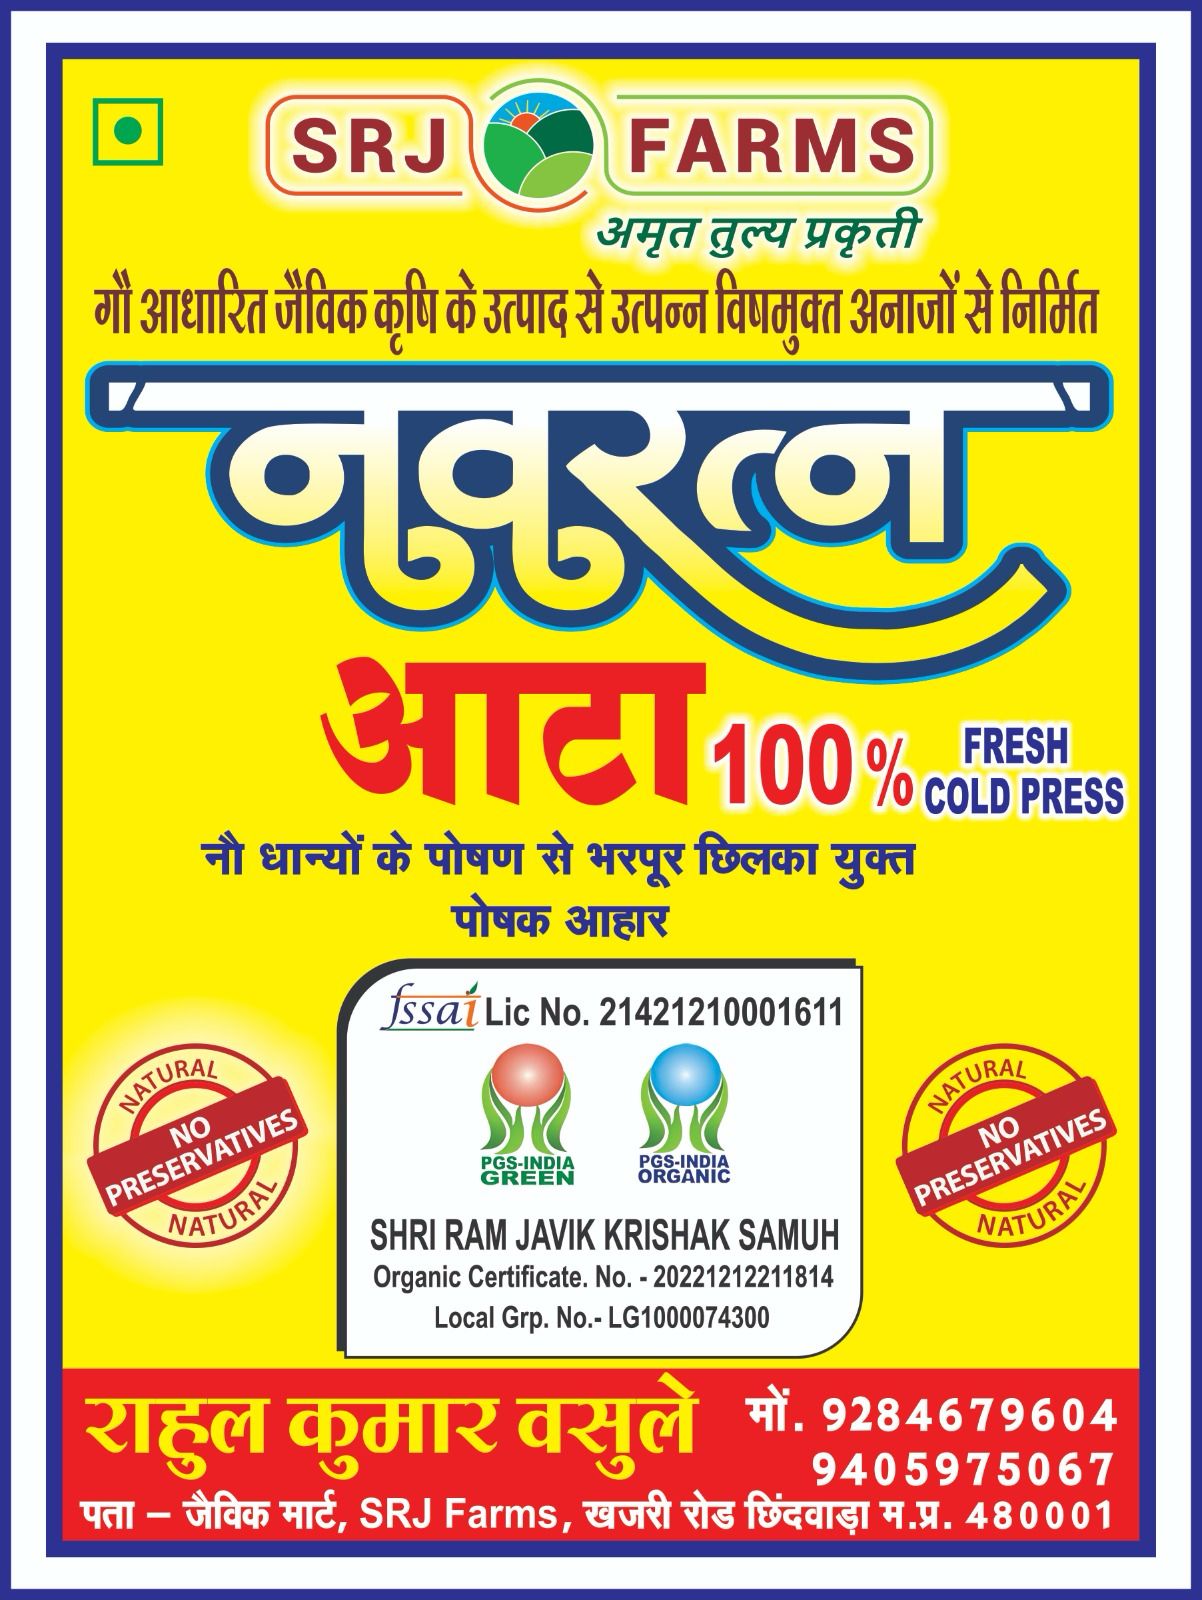 SRJ FARMS
अमृत तुल्य प्रकृती
गौ आधारित जैविक कृषि के उत्पाद से उत्पन्न विषमुक्त अनाजों से निर्मित
नवरत्न
आटा 100 % FRESH
COLD PRESS
नौ धान्यों के पोषण से भरपूर छिलका युक्त
पोषक आहार
fssai Lic No. 21421210001611
PGS-INDIA
GREEN
PGS-INDIA
ORGANIC
NATURAL
NO
PRESERVATIVES
NATURAL
NATURAL
NO
PRESERVATIVES
NATURAL
SHRI RAM JAVIK KRISHAK SAMUH
Organic Certificate. No. - 20221212211814
Local Grp. No.- LG1000074300
राहुल कुमार वसुले मों. 9284679604
9405975067
पता – जैविक मार्ट, SRJ Farms, खजरी रोड छिंदवाड़ा म.प्र. 480001